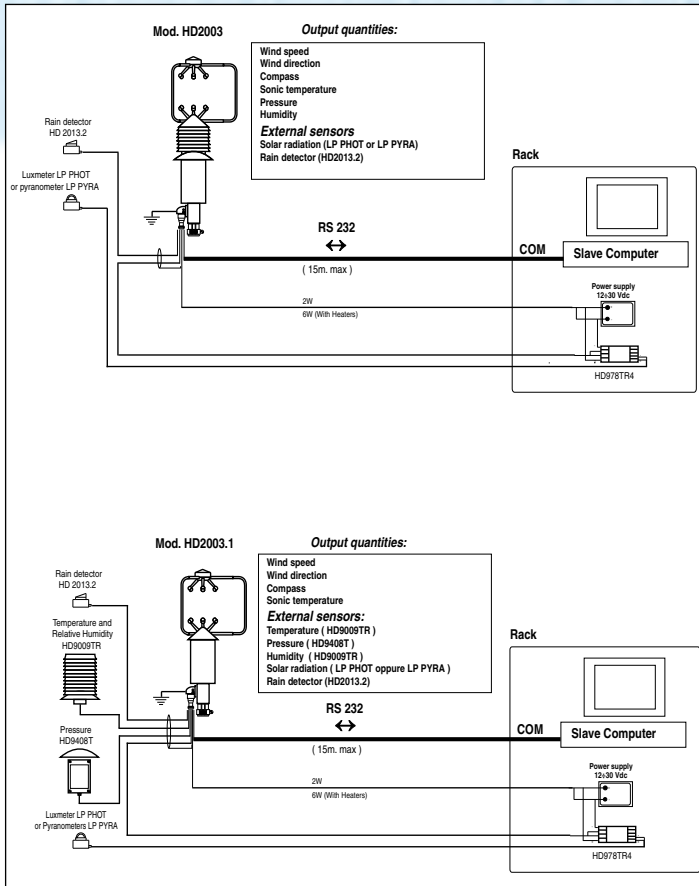 Mod. HD2003
Output quantities:
Wind speed
Wind direction
Compass
Sonic temperature
Pressure
Humidity
External sensors
Solar radiation (LP PHOT or LP PYRA)
Rain detector (HD2013.2)
Rain detector
HD 2013.2
Luxmeter LP PHOT
or pyranometer LP PYRA
Rack
RS 232
( 15m. max )
COM
Slave Computer
2W
6W (With Heaters)
Power supply
12÷30 Vdc
HD978TR4
Mod. HD2003.1
Output quantities:
Wind speed
Wind direction
Compass
Sonic temperature
External sensors:
Temperature ( HD9009TR )
Pressure ( HD9408T )
Humidity ( HD9009TR )
Solar radiation ( LP PHOT oppure LP PYRA )
Rain detector (HD2013.2)
Rain detector
HD 2013.2
Temperature and
Relative Humidity
HD9009TR
Pressure
HD9408T
Luxmeter LP PHOT
or Pyranometers LP PYRA
Rack
RS 232
( 15m. max )
COM
Slave Computer
2W
6W (With Heaters)
Power supply
12÷30 Vdc
HD978TR4